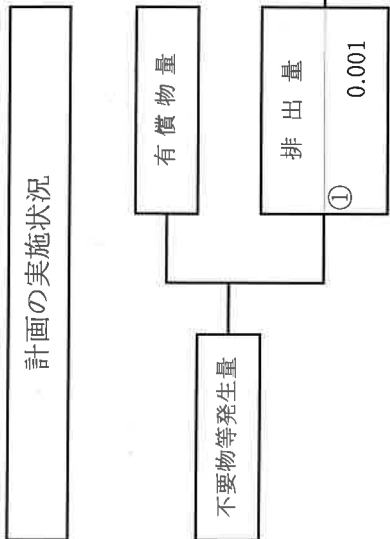 計画の実施状況
不要物等発生量
有償物量
排出量
①
0.001